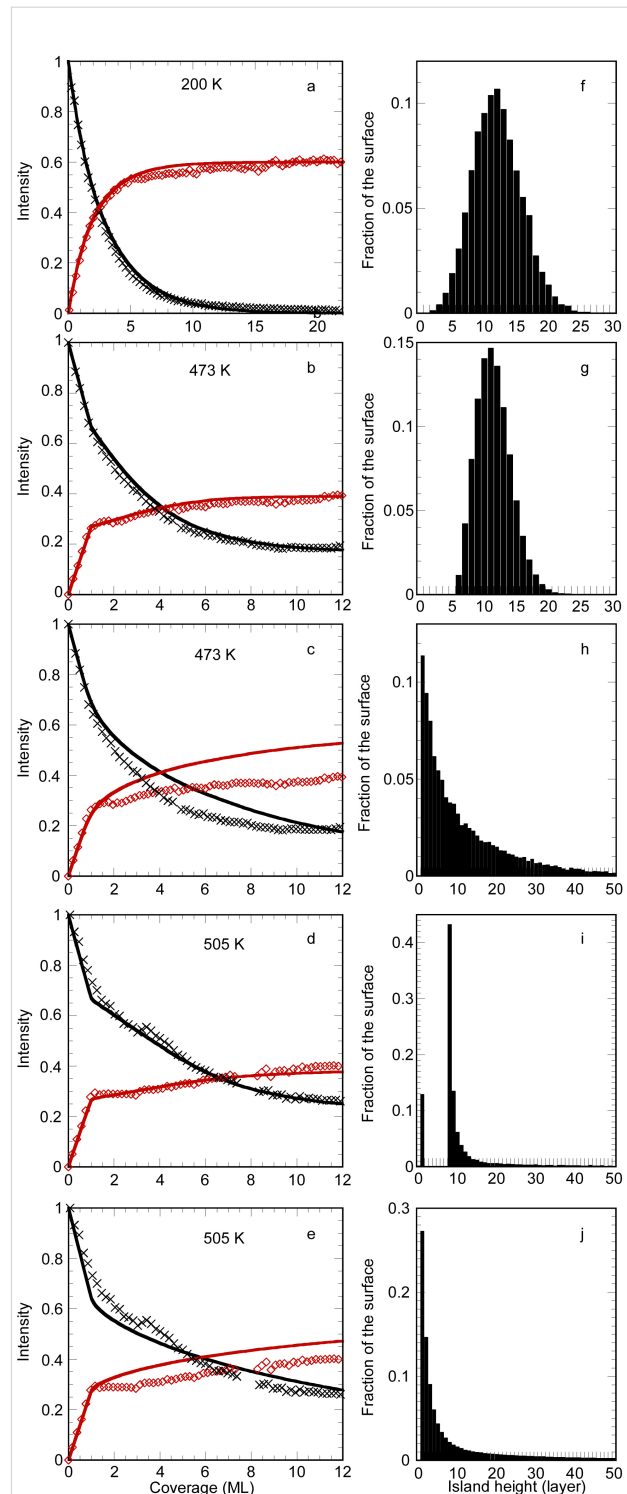 200 K
a
Intensity
1
0.8
0.6
0.4
0.2
0
0 5 10 15 20
f
Fraction of the surface
0.1
0.05
0
0 5 10 15 20 25 30
473 K
b
Intensity
1
0.8
0.6
0.4
0.2
0
0 2 4 6 8 10 12
g
Fraction of the surface
0.15
0.1
0.05
0
0 5 10 15 20 25 30
473 K
c
Intensity
1
0.8
0.6
0.4
0.2
0
0 2 4 6 8 10 12
h
Fraction of the surface
0.1
0.05
0
0 10 20 30 40 50
505 K
d
Intensity
1
0.8
0.6
0.4
0.2
0
0 2 4 6 8 10 12
i
Fraction of the surface
0.4
0.3
0.2
0.1
0
0 10 20 30 40 50
505 K
e
Intensity
1
0.8
0.6
0.4
0.2
0
0 2 4 6 8 10 12
Coverage (ML)
j
Fraction of the surface
0.3
0.2
0.1
0
0 10 20 30 40 50
Island height (layer)